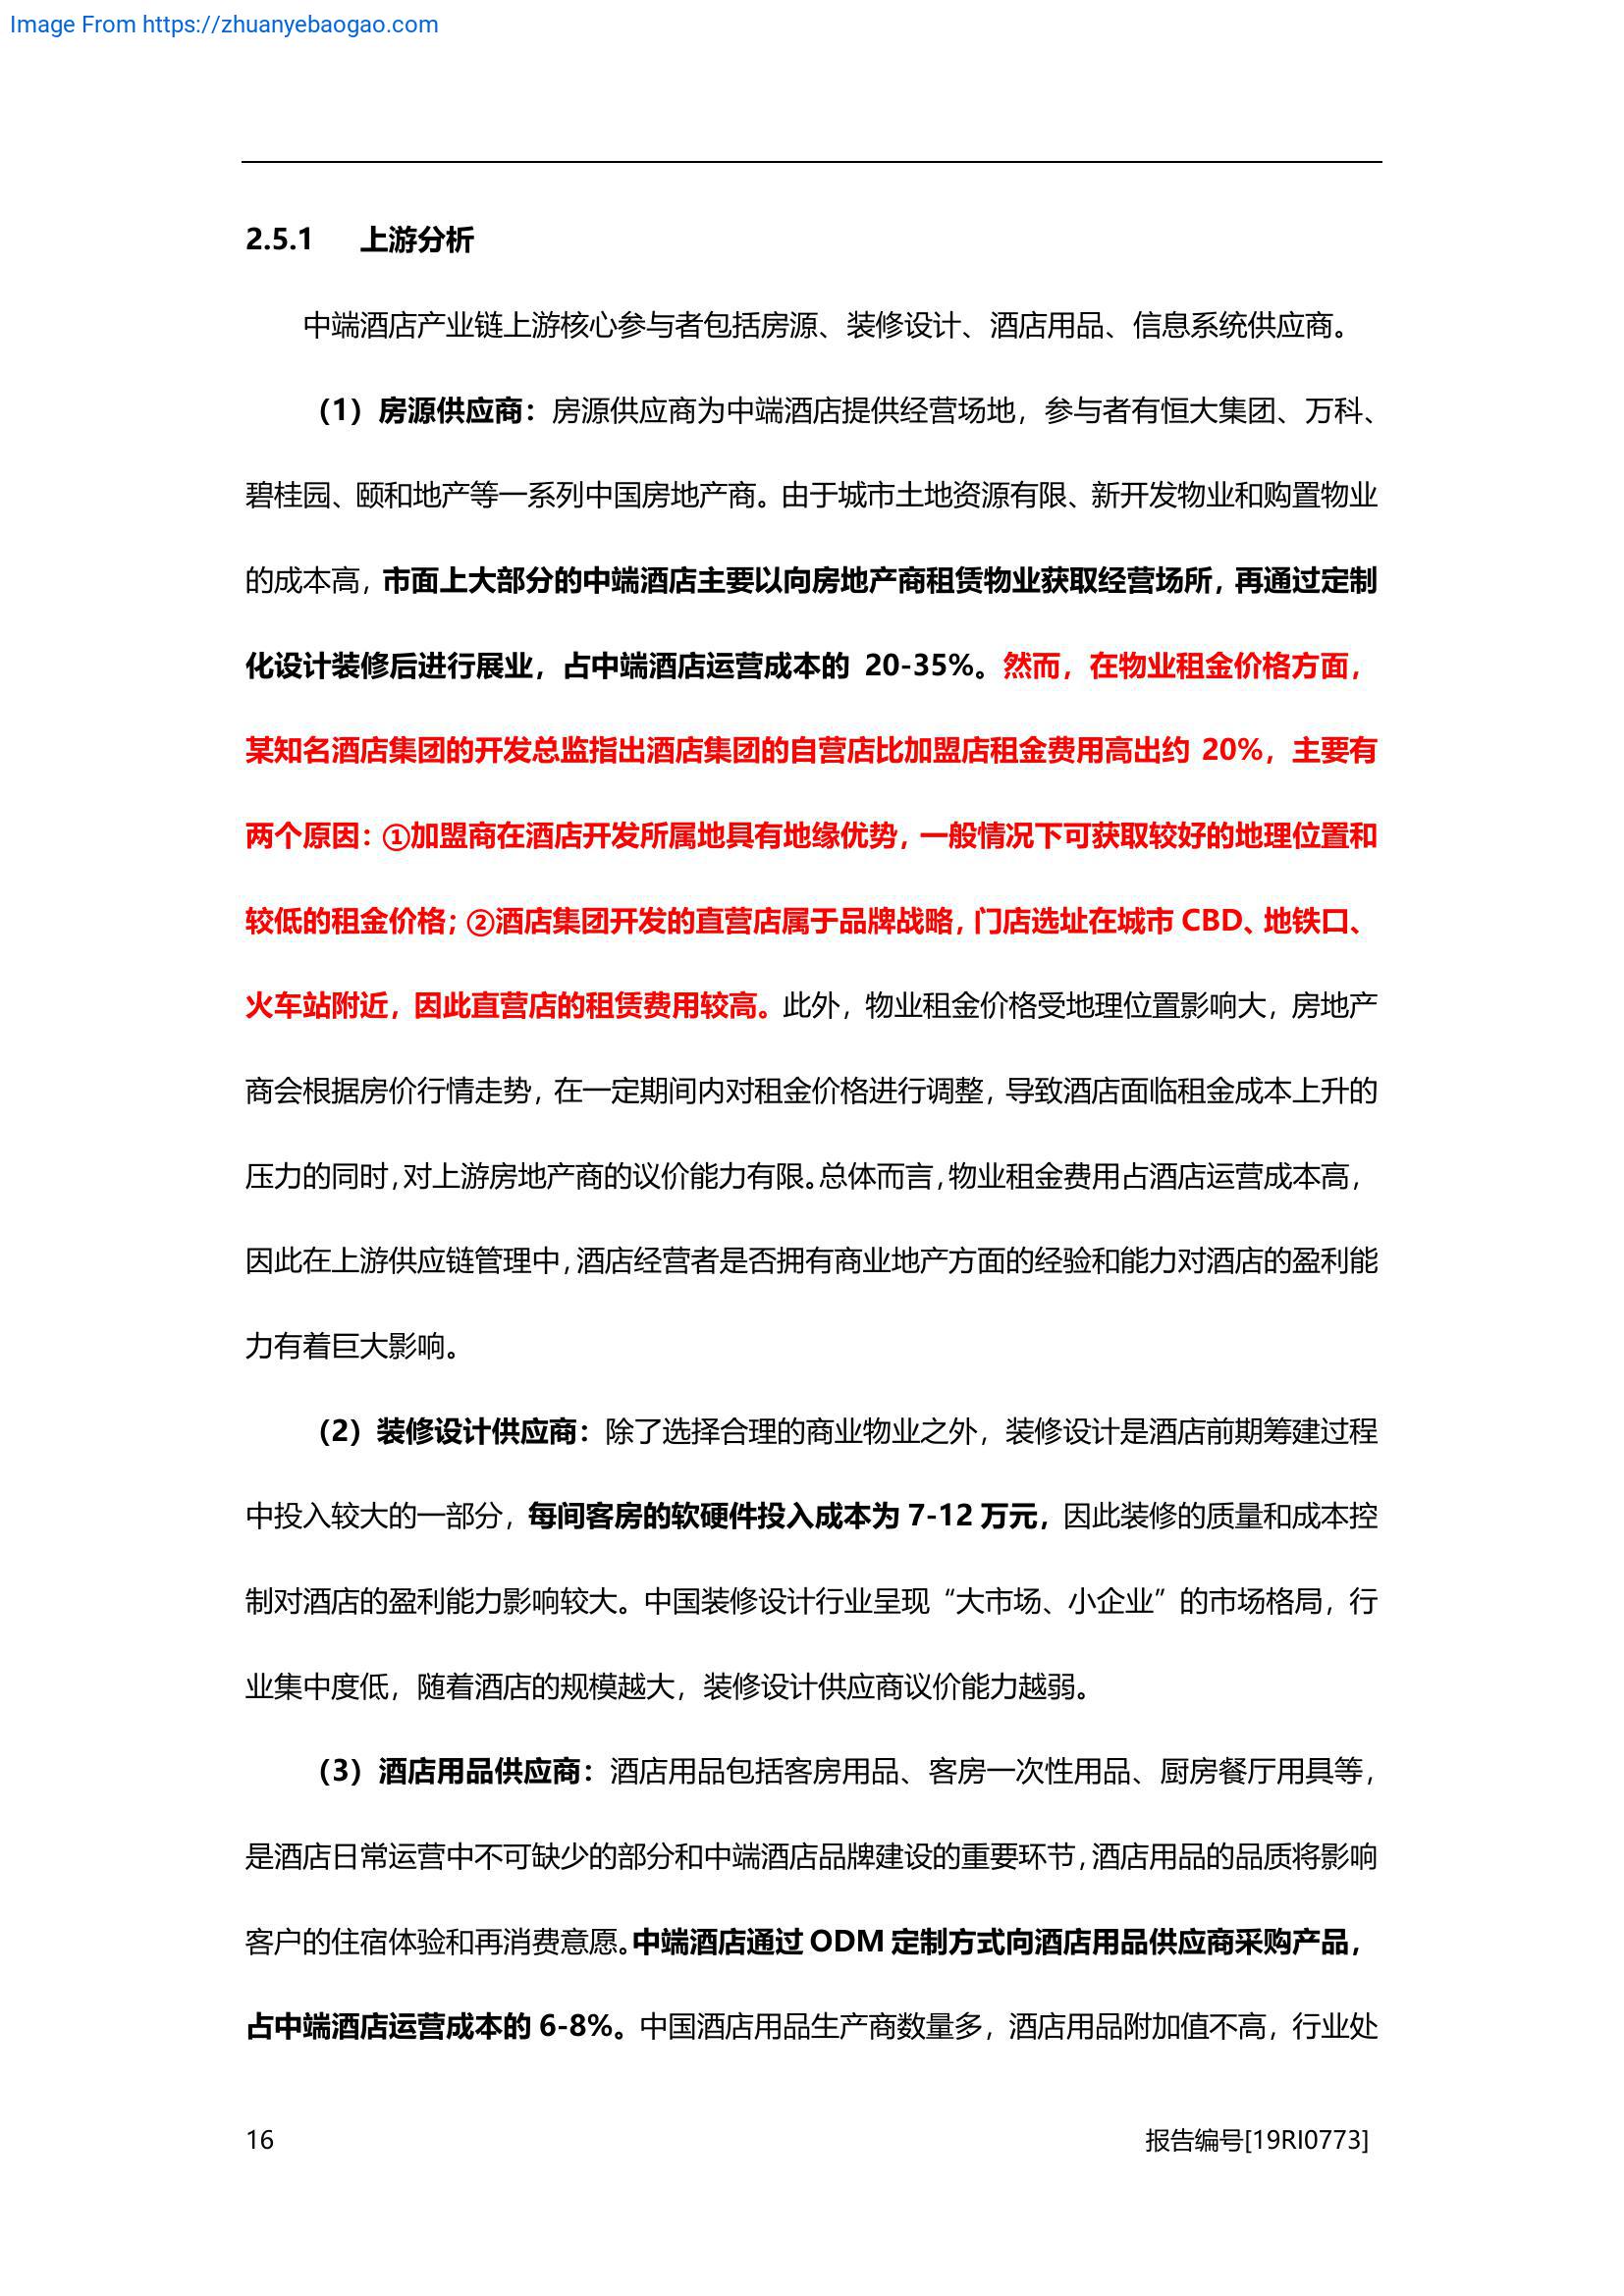 Image From https://zhuanyebaogao.com
2.5.1 上游分析
中端酒店产业链上游核心参与者包括房源、装修设计、酒店用品、信息系统供应商。
（1）房源供应商：房源供应商为中端酒店提供经营场地，参与者有恒大集团、万科、
碧桂园、颐和地产等一系列中国房地产商。由于城市土地资源有限、新开发物业和购置物业
的成本高，市面上大部分的中端酒店主要以向房地产商租赁物业获取经营场所，再通过定制
化设计装修后进行展业，占中端酒店运营成本的 20-35%。然而，在物业租金价格方面，
某知名酒店集团的开发总监指出酒店集团的自营店比加盟店租金费用高出约 20%，主要有
两个原因：①加盟商在酒店开发所属地具有地缘优势，一般情况下可获取较好的地理位置和
较低的租金价格；②酒店集团开发的直营店属于品牌战略，门店选址在城市 CBD、地铁口、
火车站附近，因此直营店的租赁费用较高。此外，物业租金价格受地理位置影响大，房地产
商会根据房价行情走势，在一定期间内对租金价格进行调整，导致酒店面临租金成本上升的
压力的同时，对上游房地产商的议价能力有限。总体而言，物业租金费用占酒店运营成本高，
因此在上游供应链管理中，酒店经营者是否拥有商业地产方面的经验和能力对酒店的盈利能
力有着巨大影响。
（2）装修设计供应商：除了选择合理的商业物业之外，装修设计是酒店前期筹建过程
中投入较大的一部分，每间客房的软硬件投入成本为 7-12 万元，因此装修的质量和成本控
制对酒店的盈利能力影响较大。中国装修设计行业呈现“大市场、小企业”的市场格局，行
业集中度低，随着酒店的规模越大，装修设计供应商议价能力越弱。
（3）酒店用品供应商：酒店用品包括客房用品、客房一次性用品、厨房餐厅用具等，
是酒店日常运营中不可缺少的部分和中端酒店品牌建设的重要环节，酒店用品的品质将影响
客户的住宿体验和再消费意愿。中端酒店通过 ODM 定制方式向酒店用品供应商采购产品，
占中端酒店运营成本的 6-8%。中国酒店用品生产商数量多，酒店用品附加值不高，行业处
16 报告编号[19RI0773]